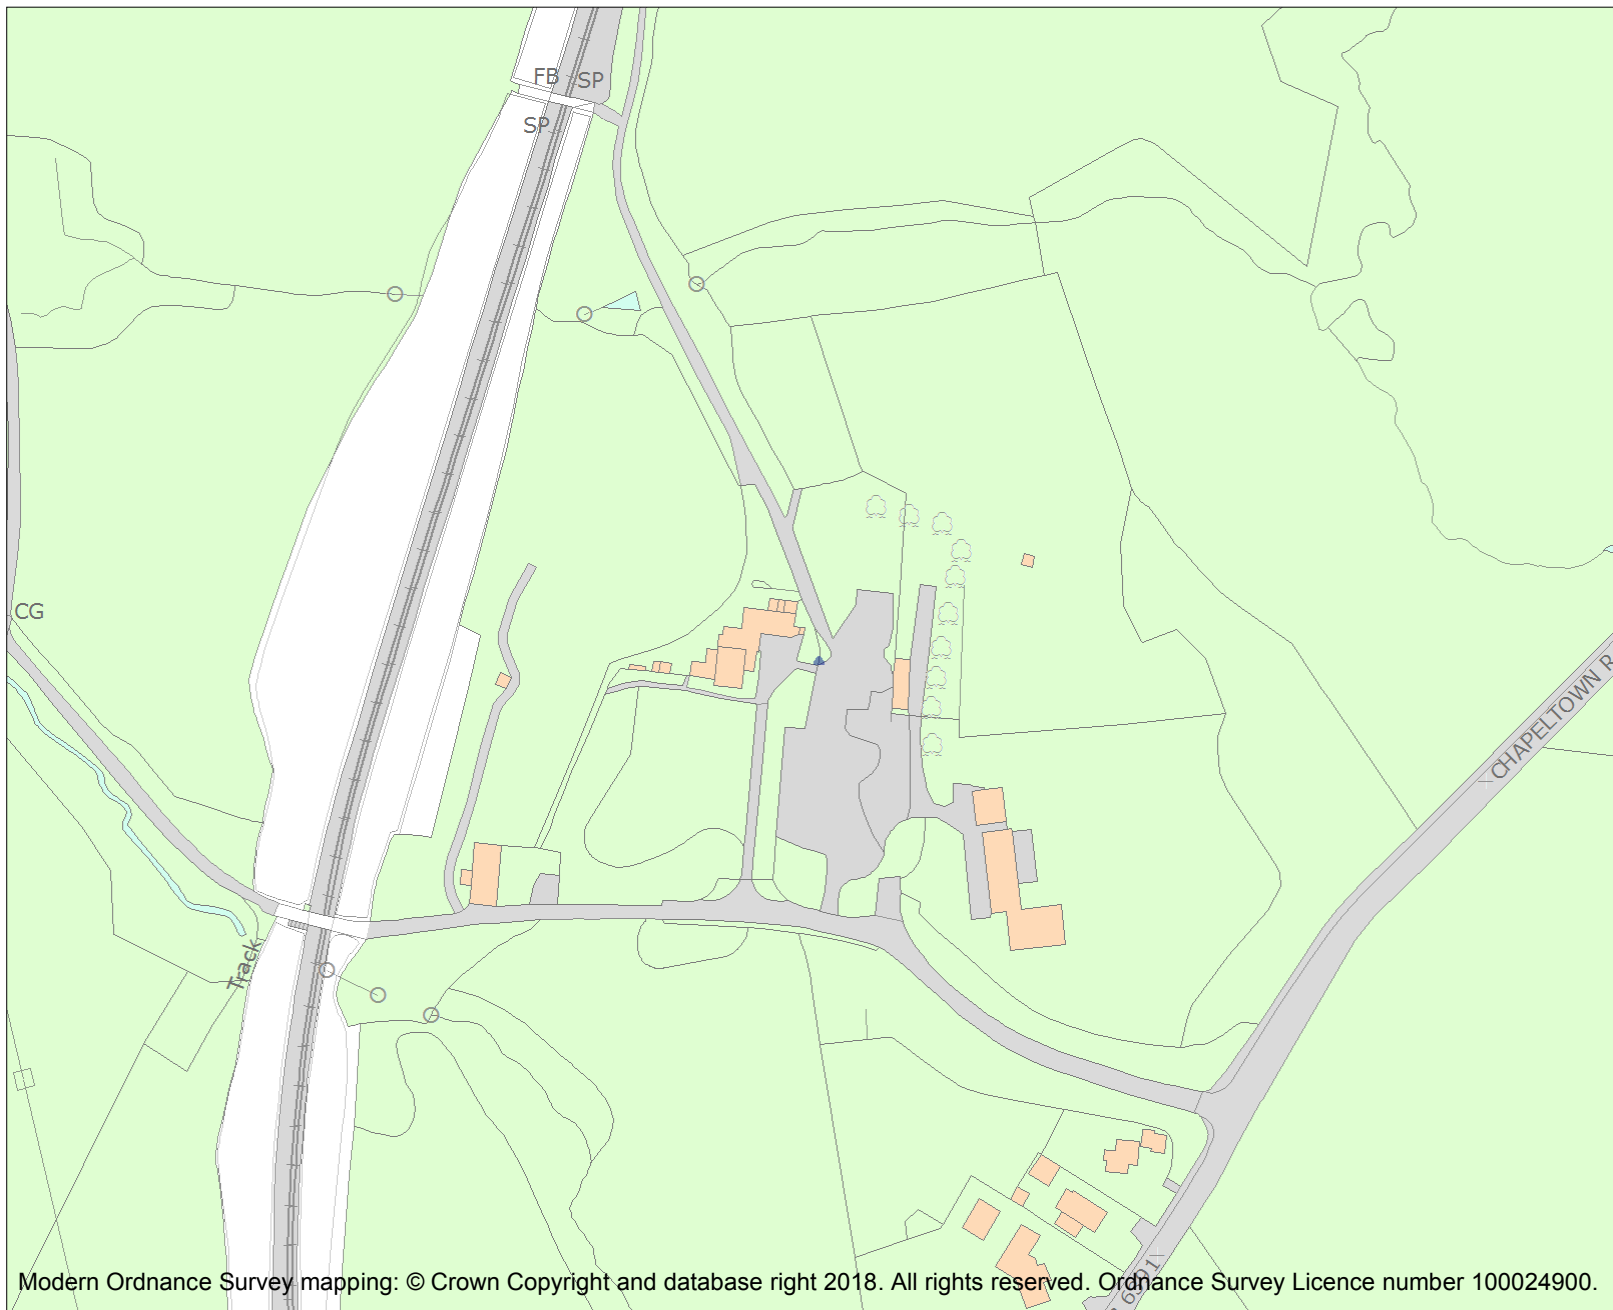 FB
SP
SP
CG
CHAPELTOWN R
Track
6391
Modern Ordnance Survey mapping: © Crown Copyright and database right 2018. All rights reserved. Ordnance Survey Licence number 100024900.